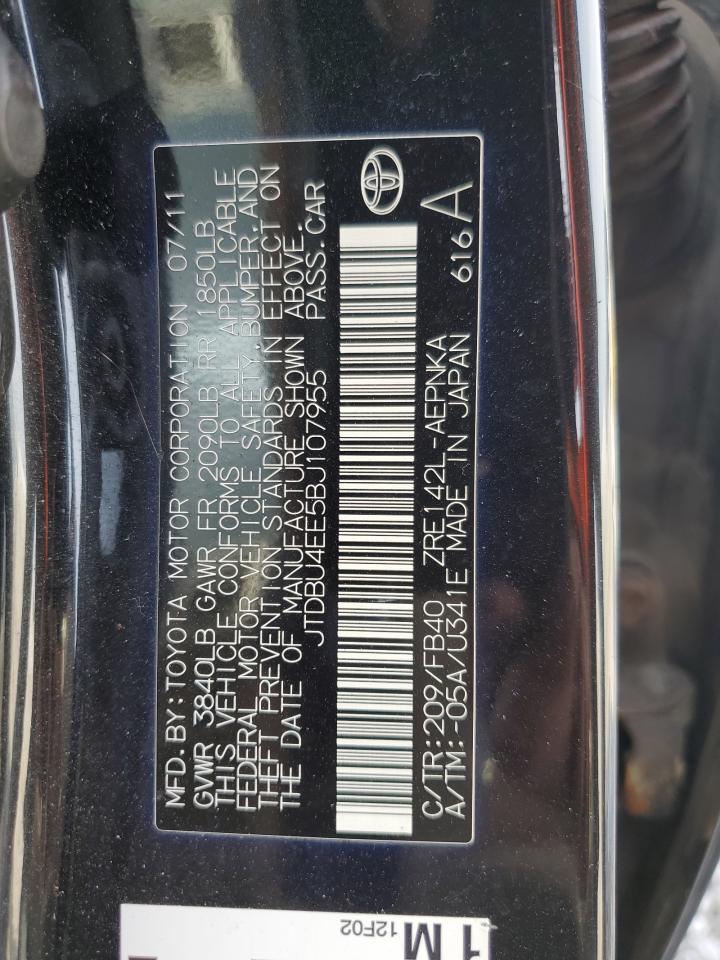 MFD.BY:TOYOTA MOTOR CORPORATION 07/11
GVWR 3840LB GAWR FR 2090LB RR 1850LB
THIS VEHICLE CONFORMS TO ALL APPLICABLE
FEDERAL MOTOR VEHICLE SAFETY, BUMPER, AND
THEFT PREVENTION STANDARDS IN EFFECT ON
THE DATE OF MANUFACTURE SHOWN ABOVE.
JTDBU4EE5BJ107955 PASS.CAR
C/TR:209/FB40 ZRE142L-AEPNKA
A/TM:-05A/U341E MADE IN JAPAN 616A
12F02
1M